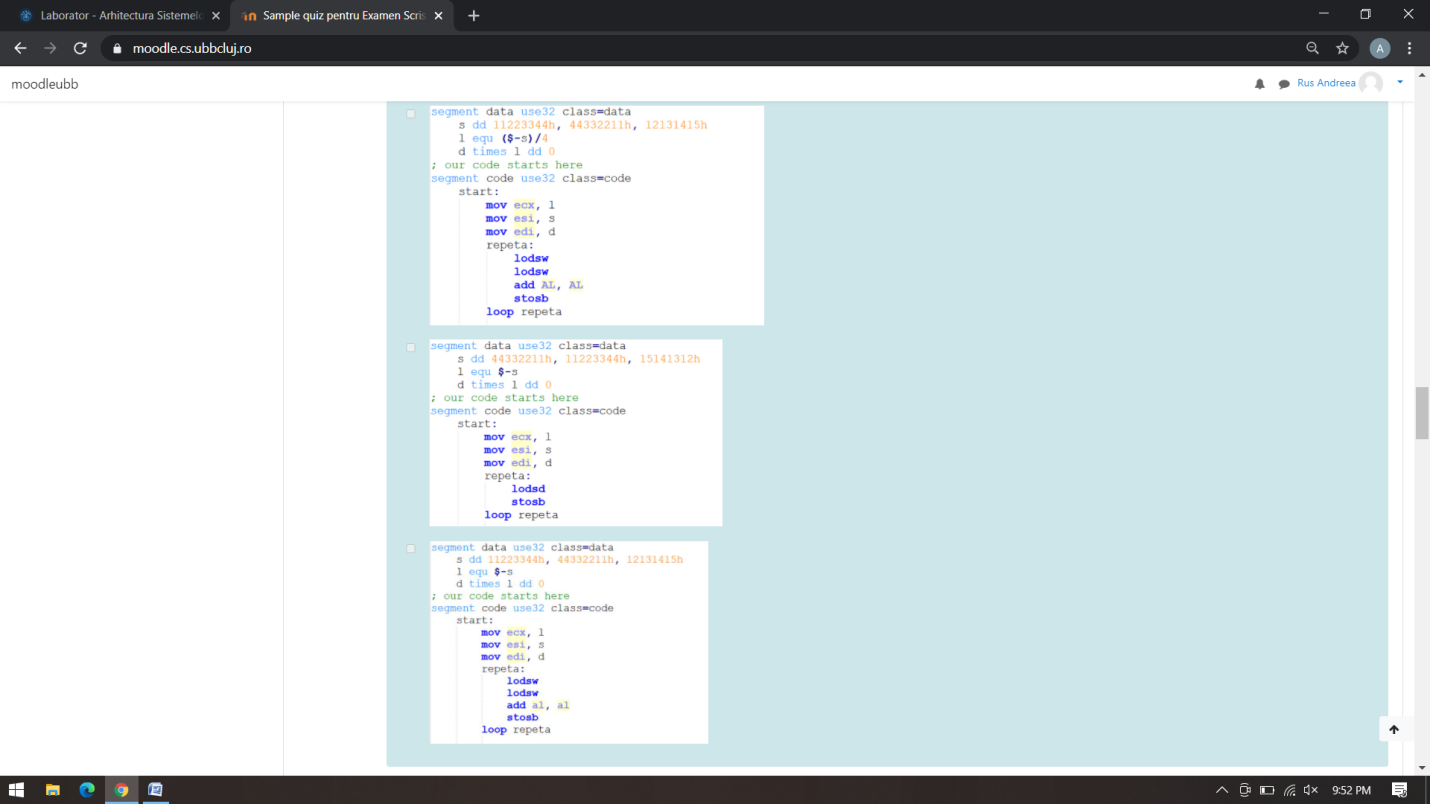 Laborator - Arhitectura Sistemelo
Sample quiz pentru Examen Scris
moodle.cs.ubbcluj.ro
A
moodleubb
Rus Andreea
segment data use32 class=data
s dd 11223344h, 44332211h, 12131415h
l equ ($-s)/4
d times l dd 0
; our code starts here
segment code use32 class=code
start:
mov ecx, l
mov esi, s
mov edi, d
repeta:
lodsw
lodsw
add AL, AL
stosb
loop repeta
segment data use32 class=data
s dd 44332211h, 11223344h, 15141312h
l equ $-s
d times l dd 0
; our code starts here
segment code use32 class=code
start:
mov ecx, l
mov esi, s
mov edi, d
repeta:
lodsd
stosb
loop repeta
segment data use32 class=data
s dd 11223344h, 44332211h, 12131415h
l equ $-s
d times l dd 0
; our code starts here
segment code use32 class=code
start:
mov ecx, l
mov esi, s
mov edi, d
repeta:
lodsw
lodsw
add al, al
stosb
loop repeta
9:52 PM